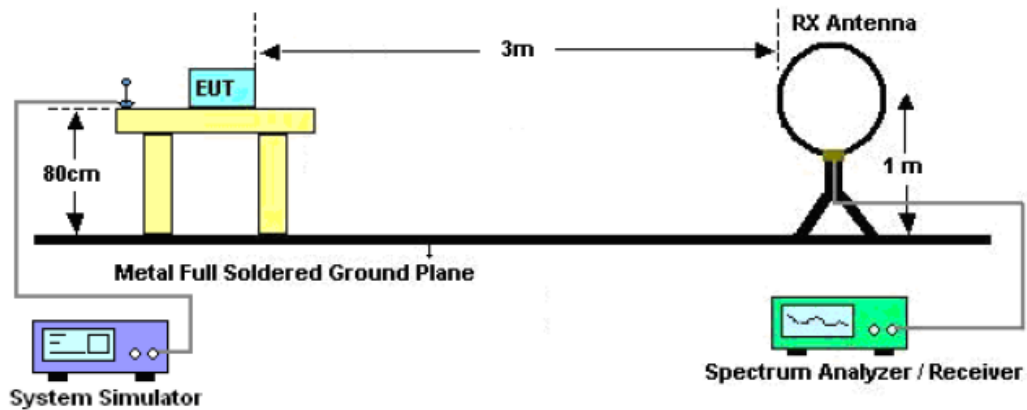 RX Antenna
3m
EUT
80cm
1 m
Metal Full Soldered Ground Plane
System Simulator
Spectrum Analyzer / Receiver